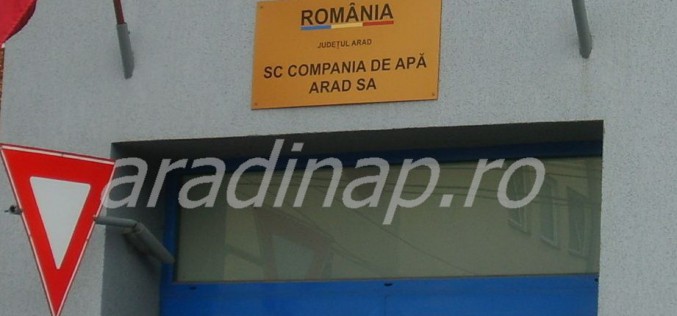 ROMÂNIA
JUDEȚUL ARAD
SC COMPANIA DE APĂ
ARAD SA
aradinap.ro